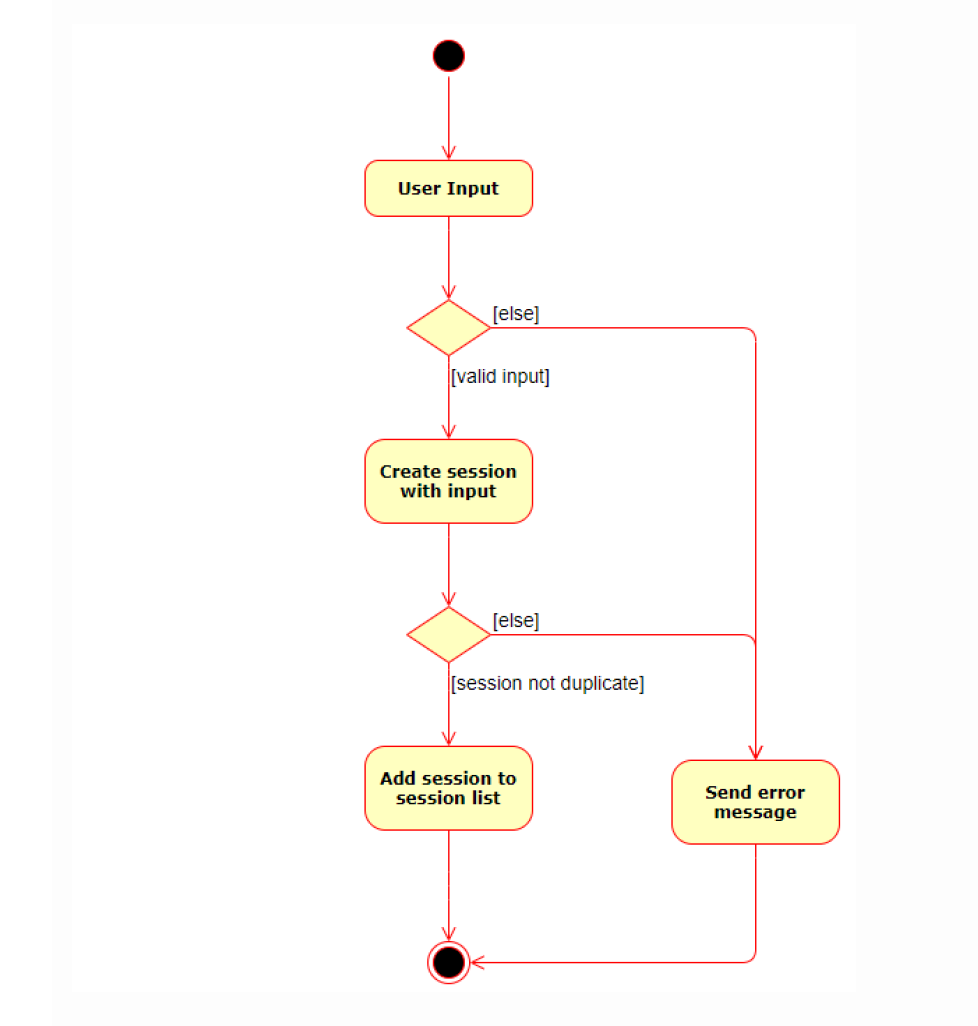 User Input
[else]
[valid input]
Create session
with input
[else]
[session not duplicate]
Add session to
session list
Send error
message